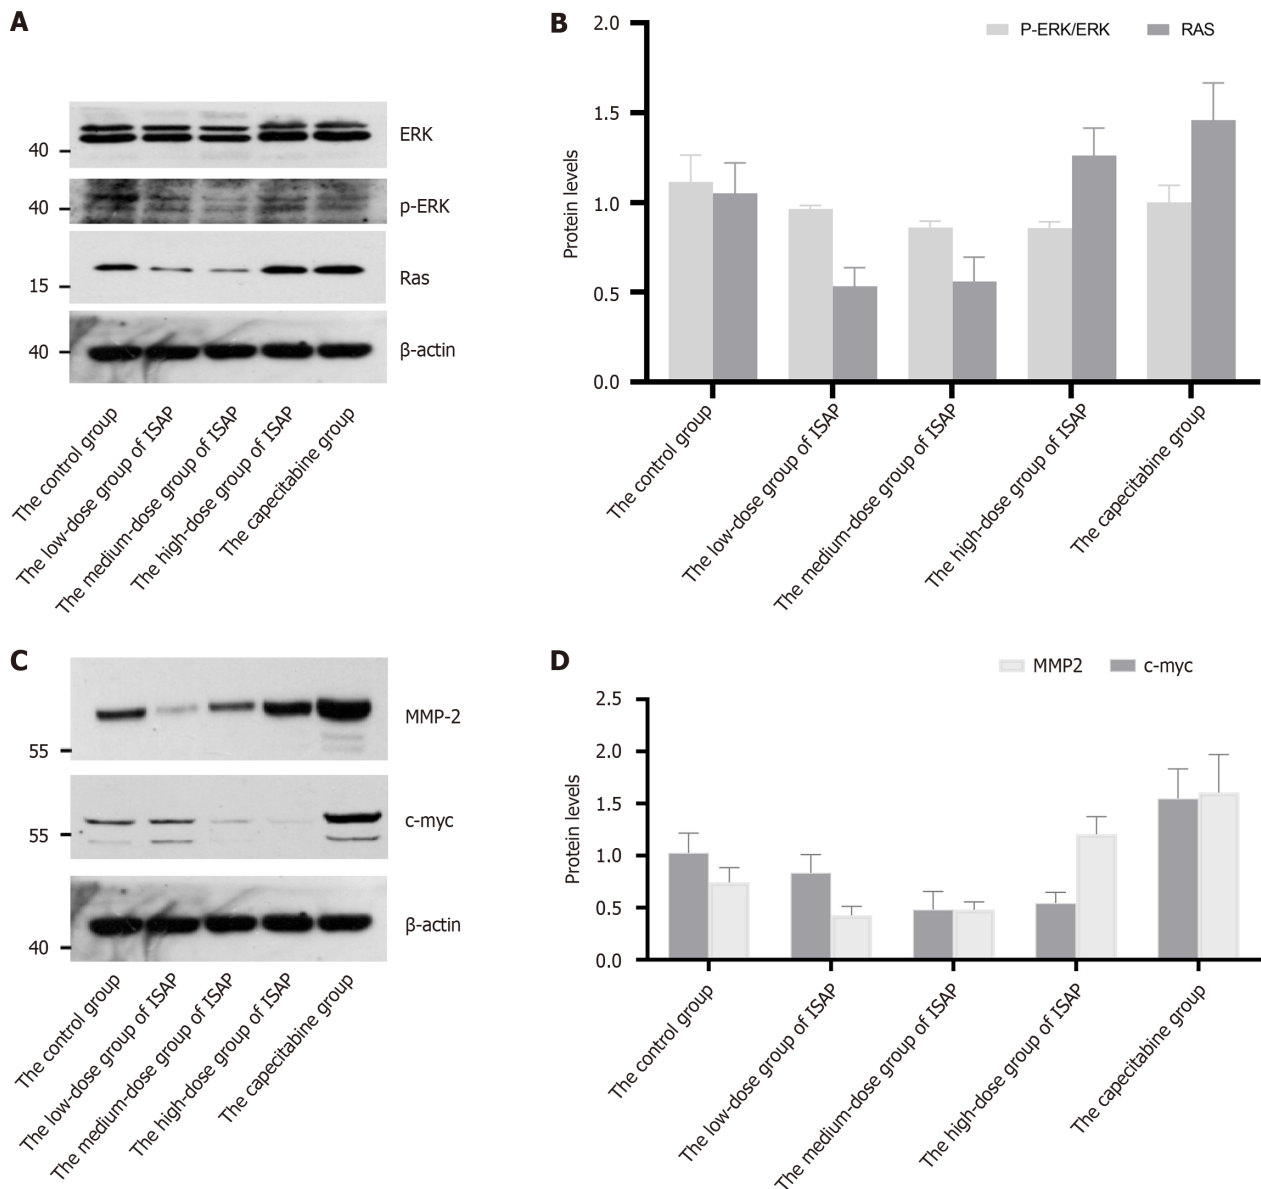 A
ERK
40
p-ERK
40
Ras
15
β-actin
40
The control group
The low-dose group of ISAP
The medium-dose group of ISAP
The high-dose group of ISAP
The capecitabine group
B
P-ERK/ERK
RAS
Protein levels
2.0
1.5
1.0
0.5
0.0
The control group
The low-dose group of ISAP
The medium-dose group of ISAP
The high-dose group of ISAP
The capecitabine group
C
MMP-2
55
c-myc
55
β-actin
40
The control group
The low-dose group of ISAP
The medium-dose group of ISAP
The high-dose group of ISAP
The capecitabine group
D
MMP2
c-myc
Protein levels
2.5
2.0
1.5
1.0
0.5
0.0
The control group
The low-dose group of ISAP
The medium-dose group of ISAP
The high-dose group of ISAP
The capecitabine group